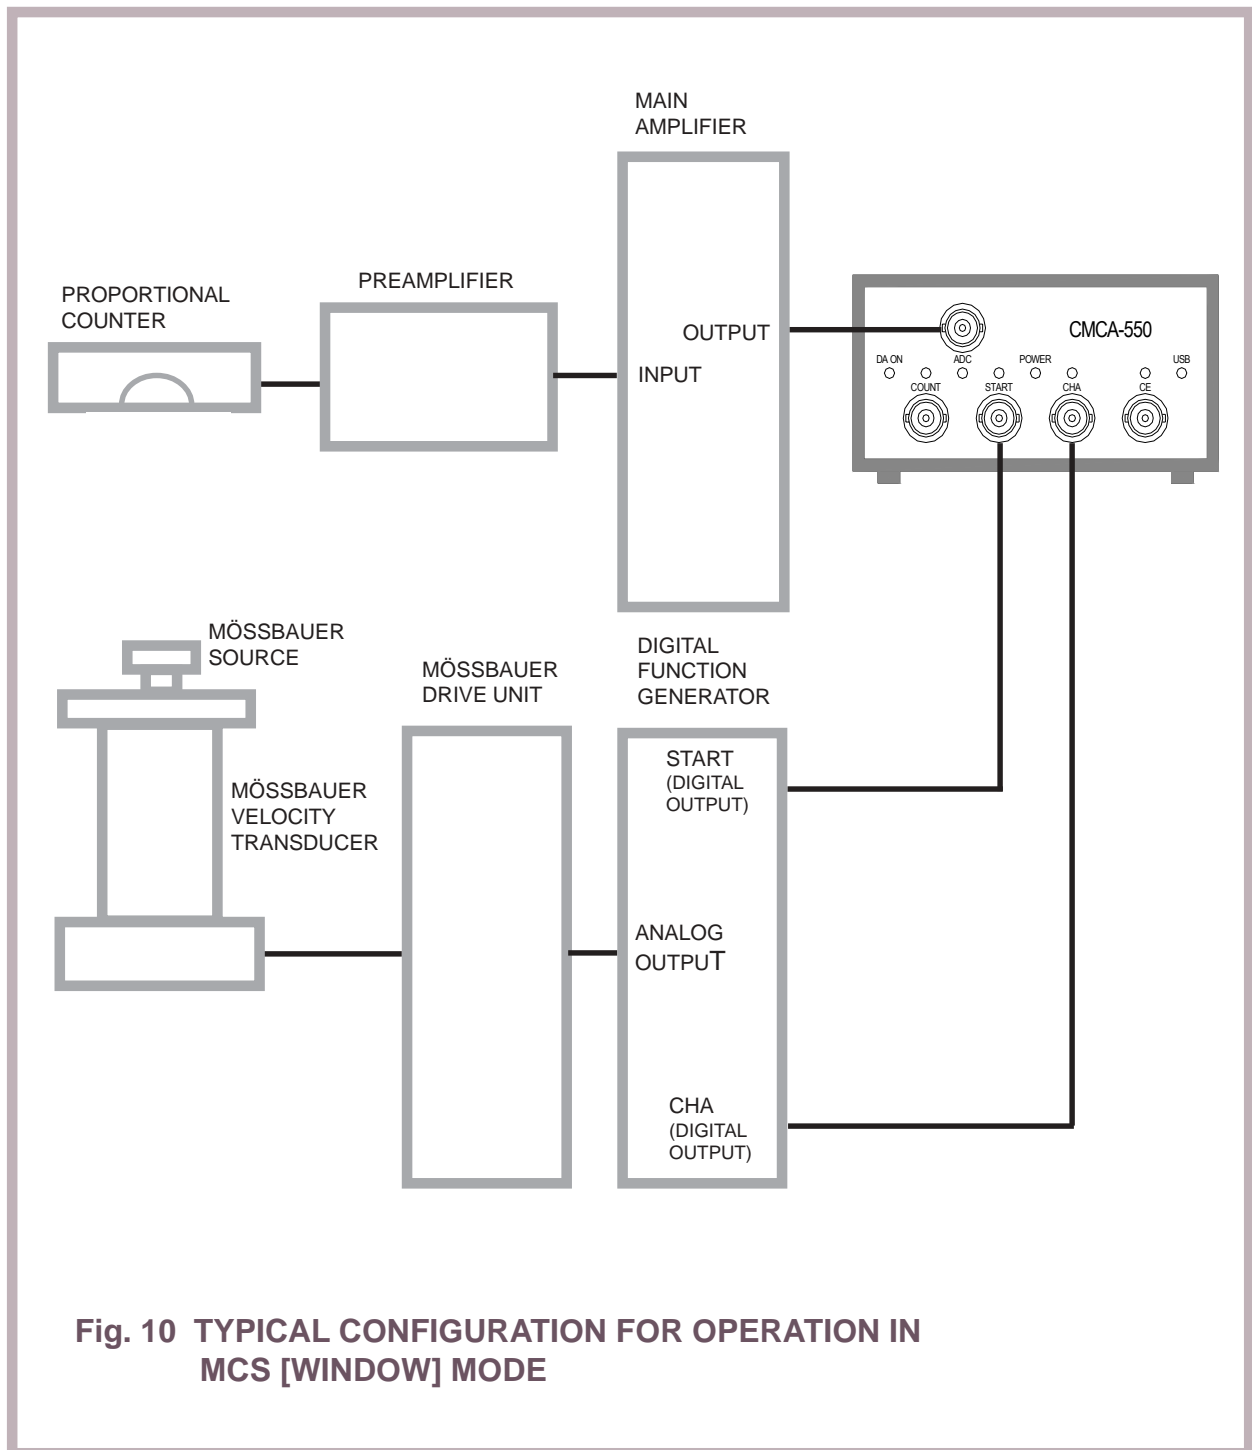 MAIN
AMPLIFIER
PROPORTIONAL
COUNTER
PREAMPLIFIER
OUTPUT
INPUT
CMCA-550
DA ON
ADC
POWER
USB
COUNT
START
CHA
CE
MÖSSBAUER
SOURCE
MÖSSBAUER
DRIVE UNIT
DIGITAL
FUNCTION
GENERATOR
MÖSSBAUER
VELOCITY
TRANSDUCER
START
(DIGITAL
OUTPUT)
ANALOG
OUTPUT
CHA
(DIGITAL
OUTPUT)
Fig. 10 TYPICAL CONFIGURATION FOR OPERATION IN
MCS [WINDOW] MODE